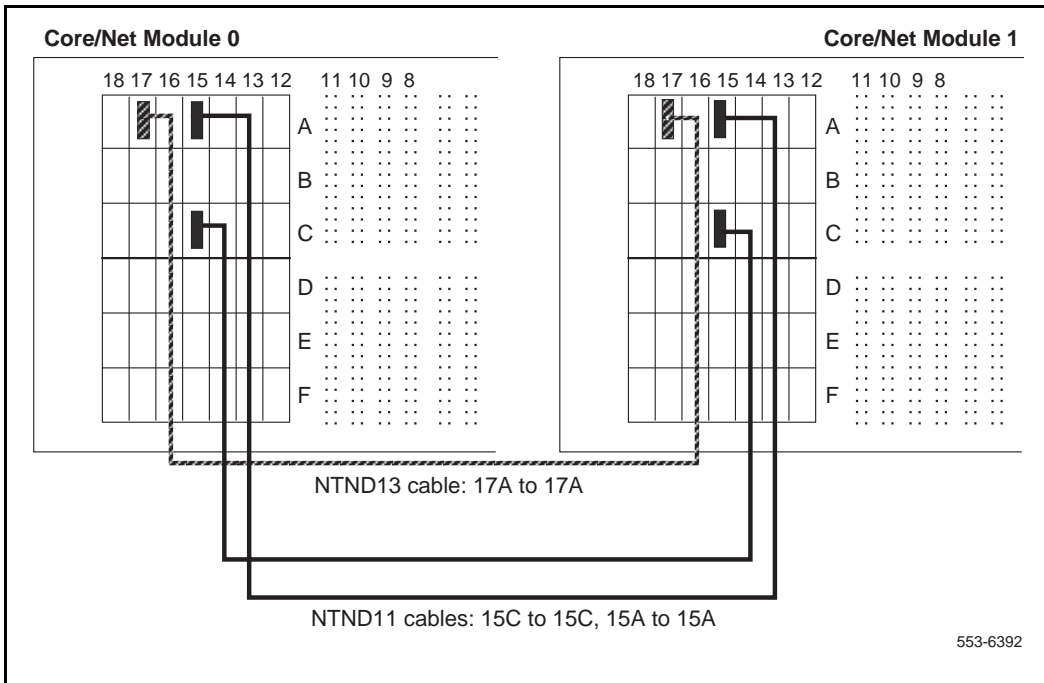 Core/Net Module 0 Core/Net Module 1
18 17 16 15 14 13 12 11 10 9 8 18 17 16 15 14 13 12 11 10 9 8
A A
B B
C C
D D
E E
F F
NTND13 cable: 17A to 17A
NTND11 cables: 15C to 15C, 15A to 15A
553-6392